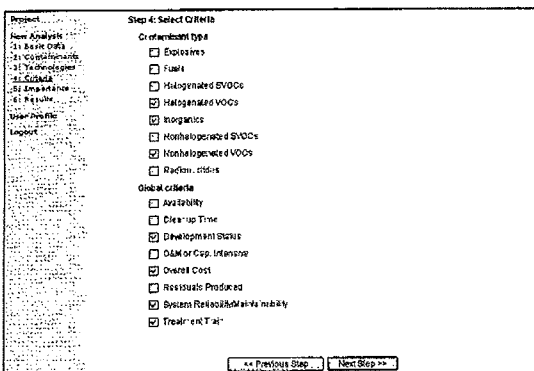 Project
New Analysis
1: Basic Data
2: Contaminants
3: Technologies
4: Criteria
5: Importance
6: Results
User Profile
Logout
Step 4: Select Criteria
Contaminant type
Explosives
Fuels
Halogenated SVOCs
Halogenated VOCs
Inorganics
Nonhalogenated SVOCs
Nonhalogenated VOCs
Radionuclides
Global criteria
Availability
Cleanup Time
Development Status
O&M or Cap. Intensive
Overall Cost
Residuals Produced
System Reliability/Maintainability
Treatment Train
<< Previous Step Next Step >>